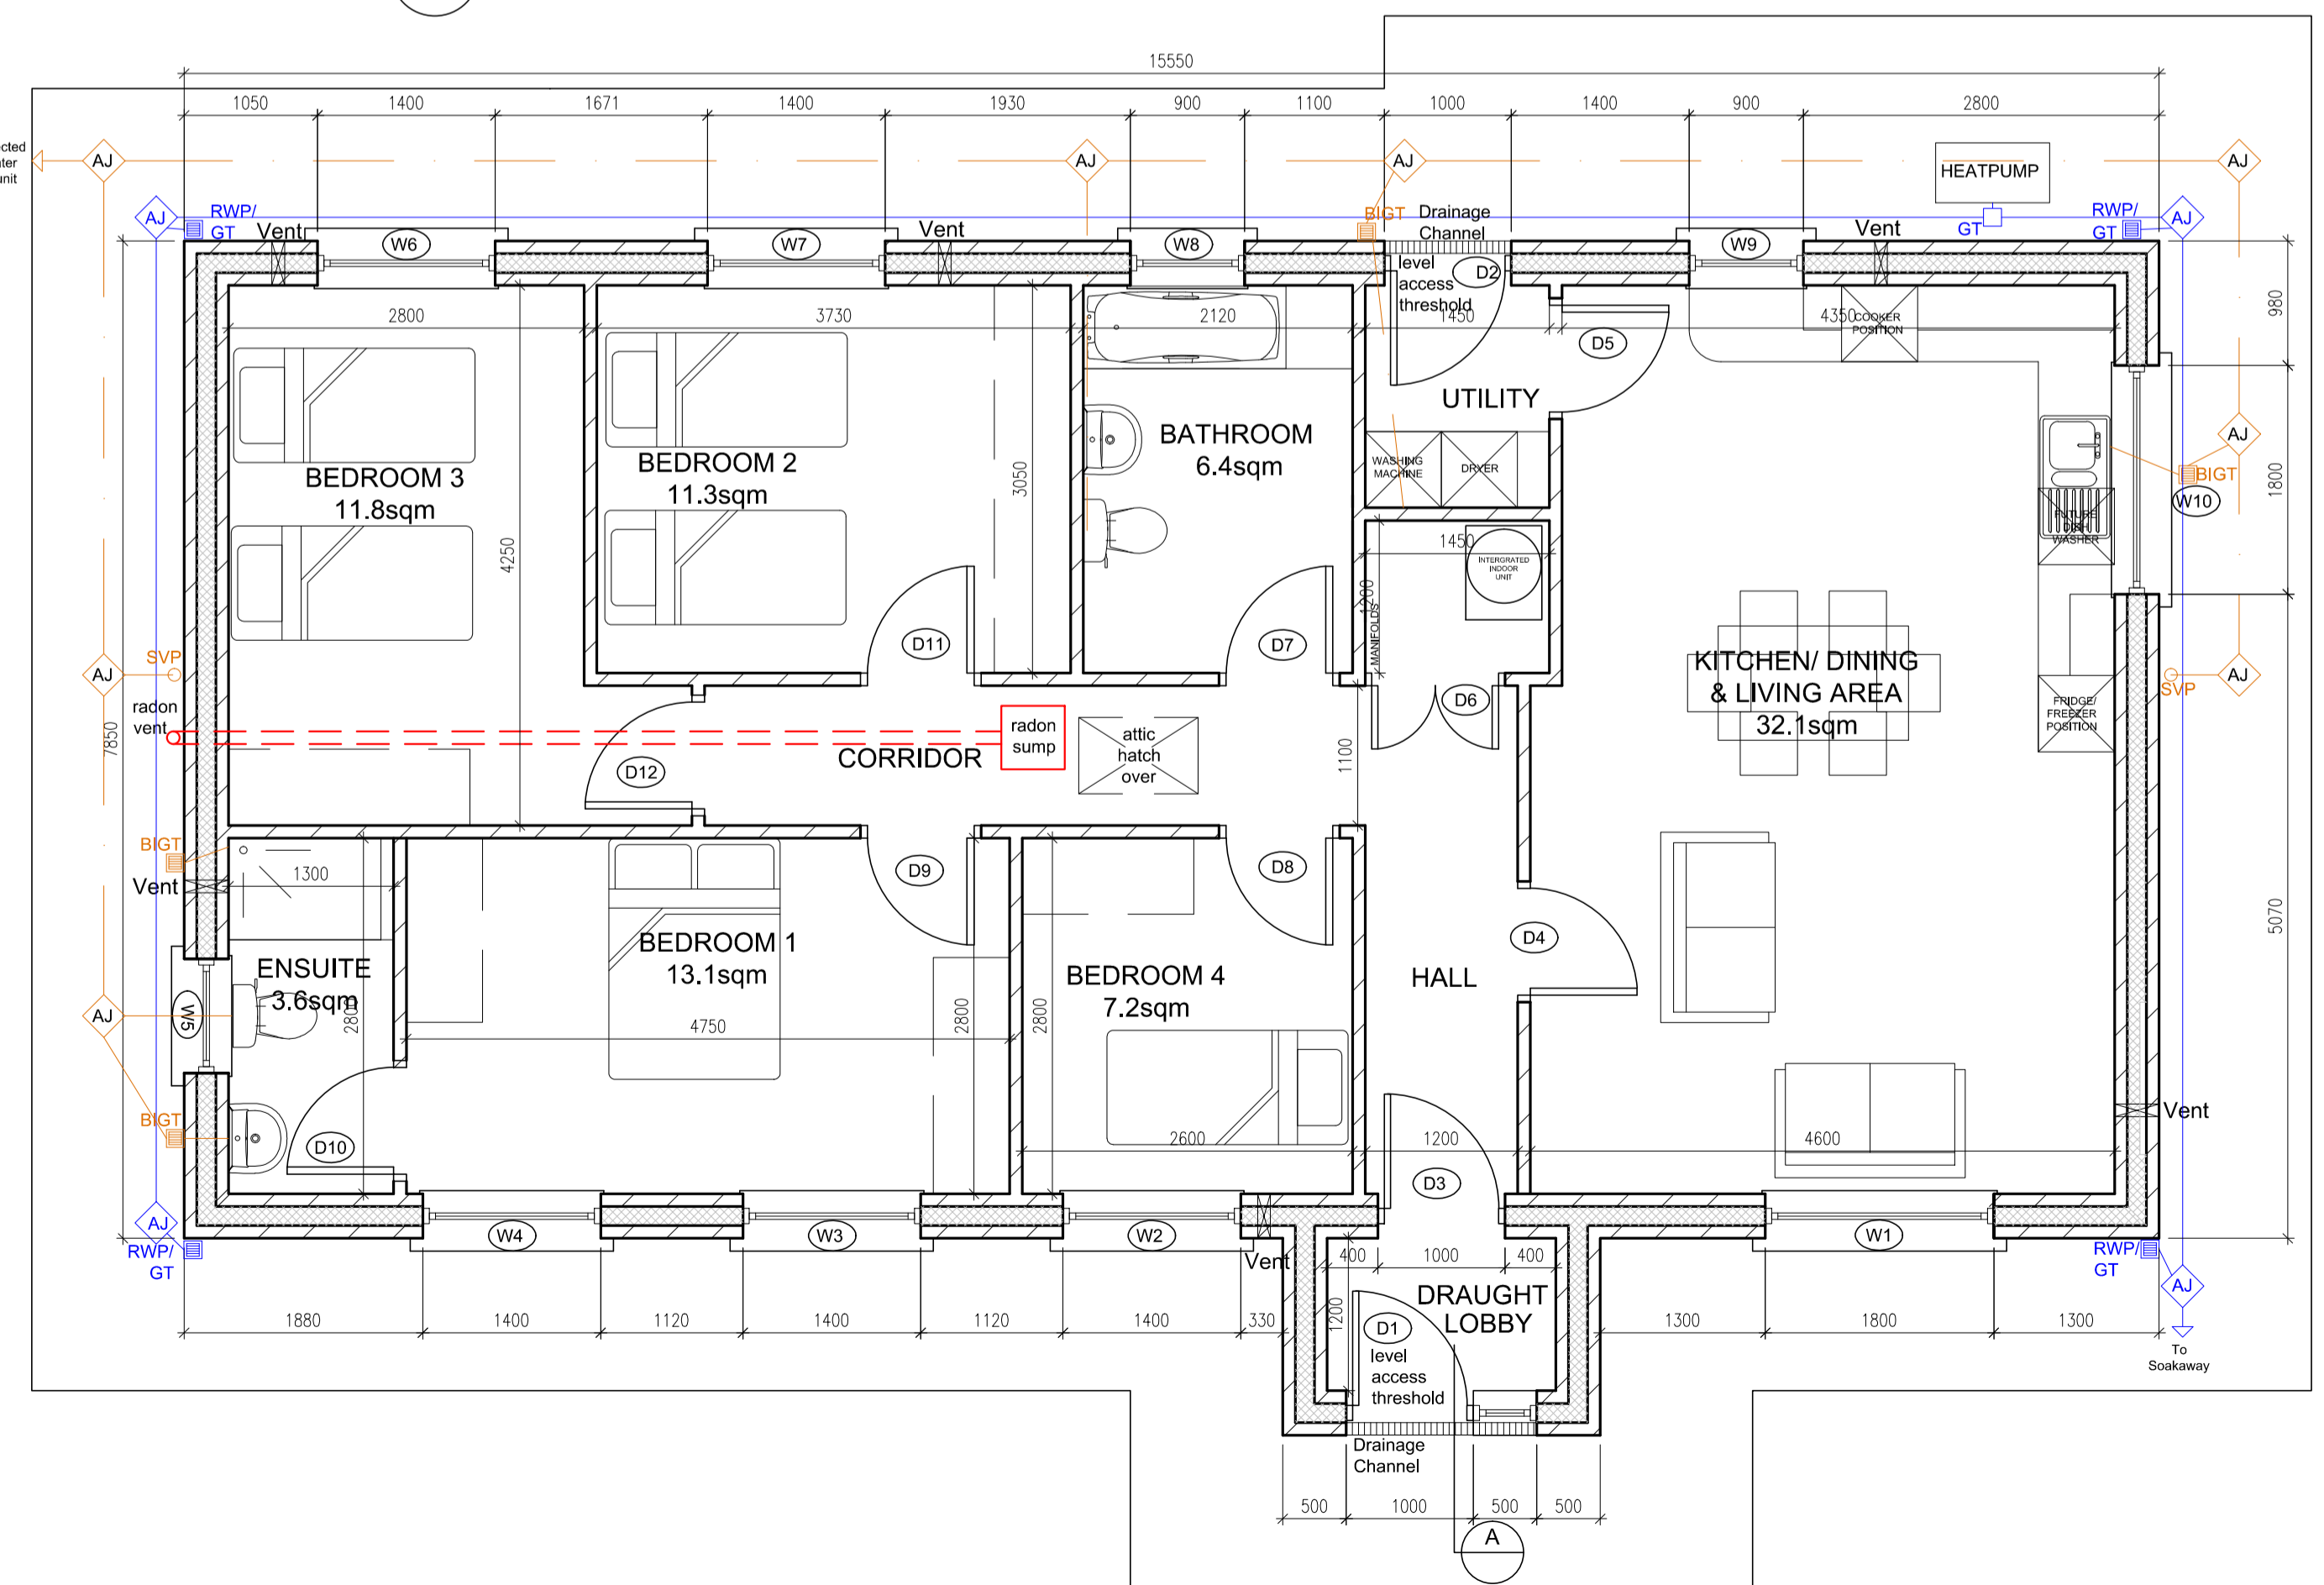 15550
1050
1400
1671
1400
1930
900
1100
1000
1400
900
2800
ected
ater
unit
AJ
AJ
AJ
AJ
HEATPUMP
AJ
RWP/
GT
Vent
W6
W7
Vent
W8
BIGT
Drainage
Channel
W9
Vent
GT
RWP/
GT
AJ
level
access
threshold
D2
2800
3730
2120
1450
4350
COOKER
POSITION
980
D5
UTILITY
BEDROOM 3
11.8sqm
BEDROOM 2
11.3sqm
3050
BATHROOM
6.4sqm
WASHING
MACHINE
DRYER
AJ
BIGT
W10
1800
FUTURE
DISH
WASHER
4250
1450
INTERGRATED
INDOOR
UNIT
1200
MANIFOLDS
D11
D7
SVP
AJ
KITCHEN/ DINING
& LIVING AREA
32.1sqm
AJ
SVP
FRIDGE/
FREEZER
POSITION
radon
vent
7850
D6
radon
sump
attic
hatch
over
CORRIDOR
D12
1100
BIGT
Vent
1300
D9
D8
D4
5070
ENSUITE
3.6sqm
2800
BEDROOM 1
13.1sqm
4750
2800
2800
BEDROOM 4
7.2sqm
HALL
AJ
W5
BIGT
D10
2600
1200
4600
Vent
D3
AJ
RWP/
GT
W4
W3
W2
Vent
400
1000
400
W1
RWP/
GT
AJ
DRAUGHT
LOBBY
1200
D1
level
access
threshold
1880
1400
1120
1400
1120
1400
330
1300
1800
1300
To
Soakaway
Drainage
Channel
500
1000
500
500
A